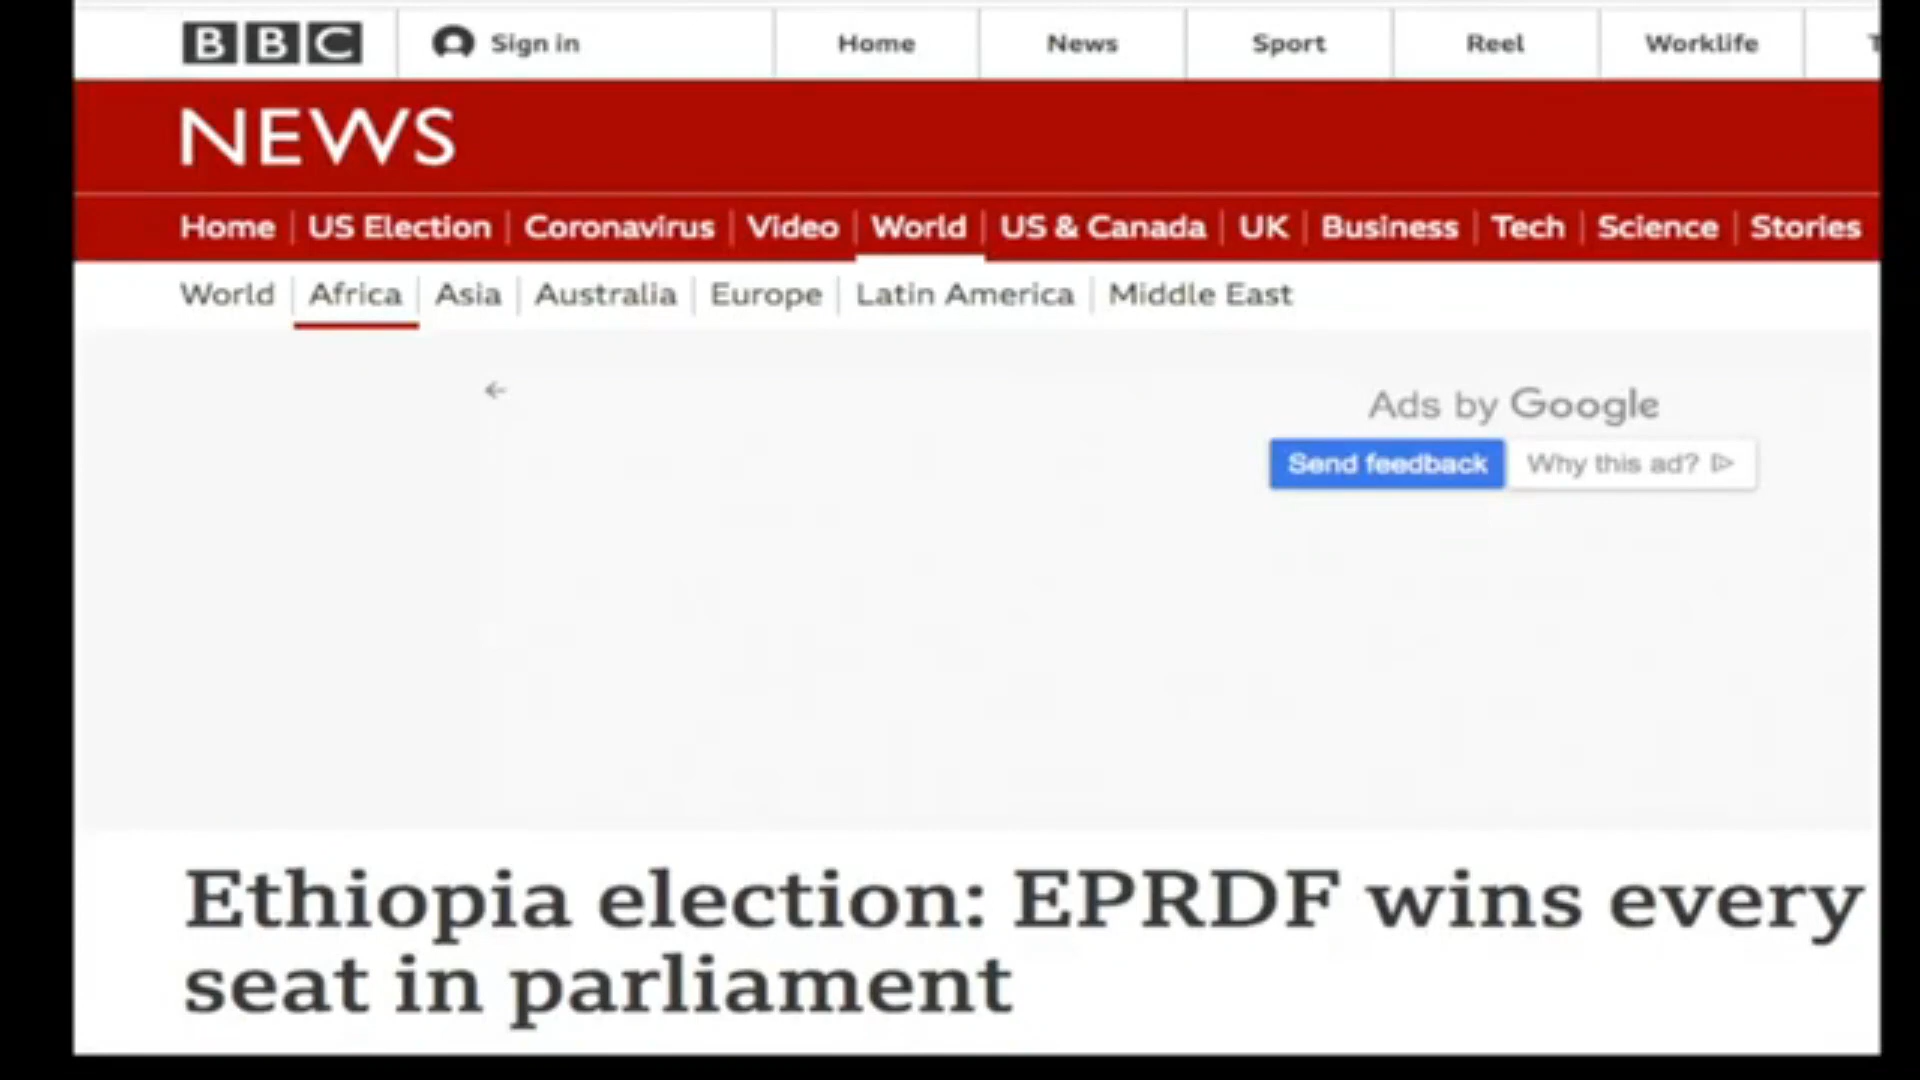 BBC Sign in Home News Sport Reel Worklife
NEWS
Home US Election Coronavirus Video World US & Canada UK Business Tech Science Stories
World Africa Asia Australia Europe Latin America Middle East
Ads by Google
Send feedback Why this ad?
Ethiopia election: EPRDF wins every
seat in parliament